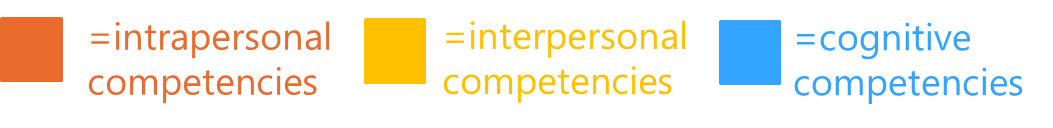 =intrapersonal
competencies
=interpersonal
competencies
=cognitive
competencies